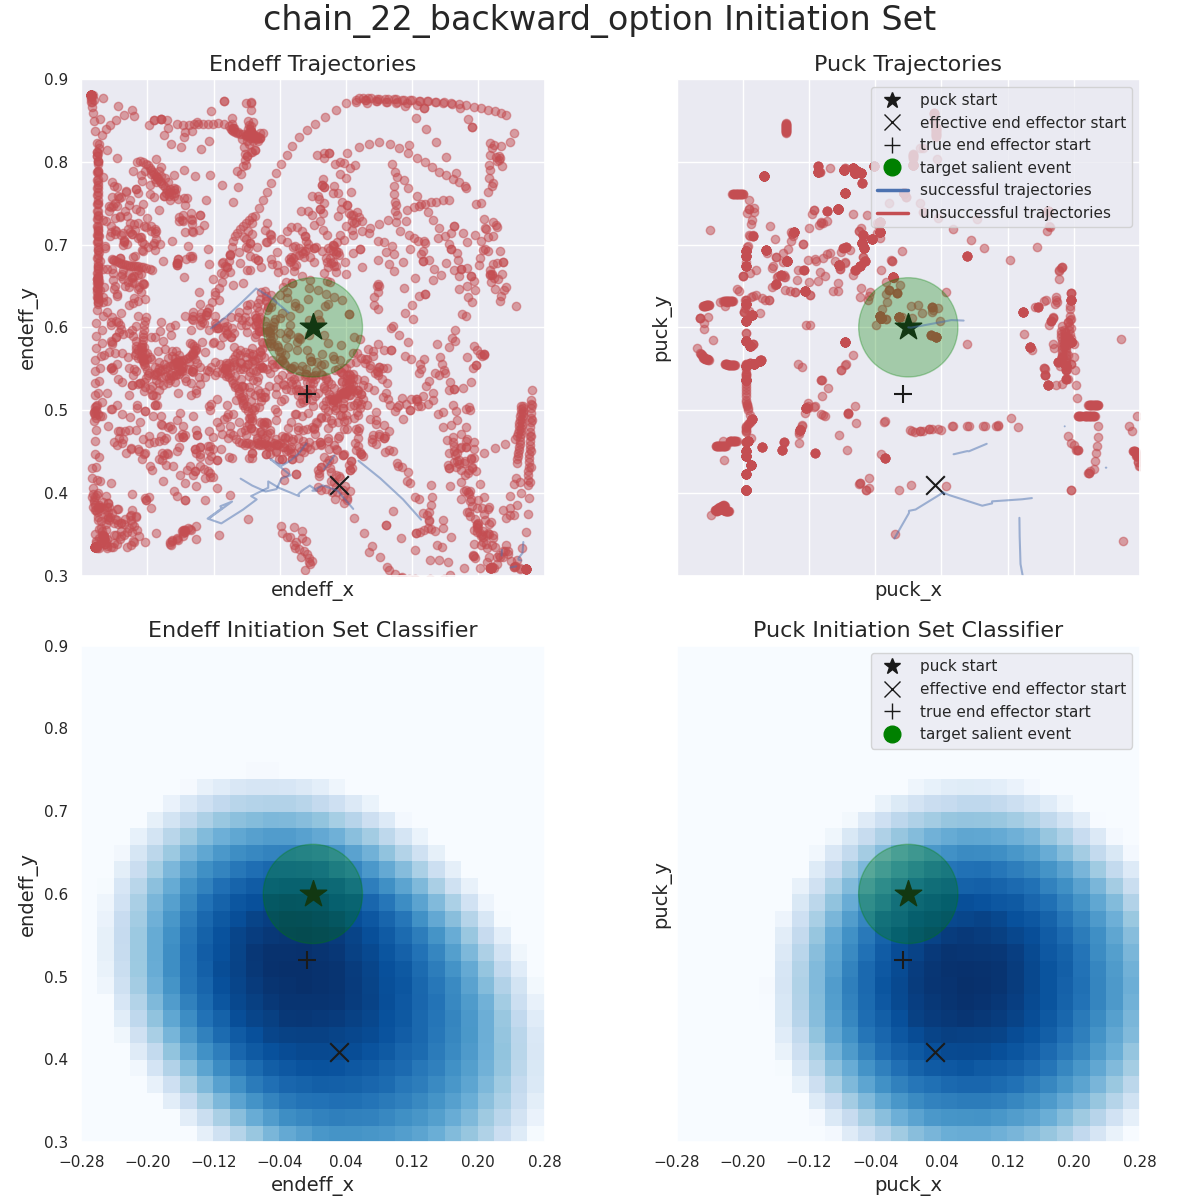 chain_22_backward_option Initiation Set
Endeff Trajectories
Puck Trajectories
0.9
0.8
0.7
0.6
0.5
0.4
0.3
endeff_y
endeff_x
puck_y
puck_x
puck start
effective end effector start
true end effector start
target salient event
successful trajectories
unsuccessful trajectories
Endeff Initiation Set Classifier
Puck Initiation Set Classifier
0.9
0.8
0.7
0.6
0.5
0.4
0.3
endeff_y
−0.28 −0.20 −0.12 −0.04 0.04 0.12 0.20 0.28
endeff_x
puck_y
puck start
effective end effector start
true end effector start
target salient event
−0.28 −0.20 −0.12 −0.04 0.04 0.12 0.20 0.28
puck_x